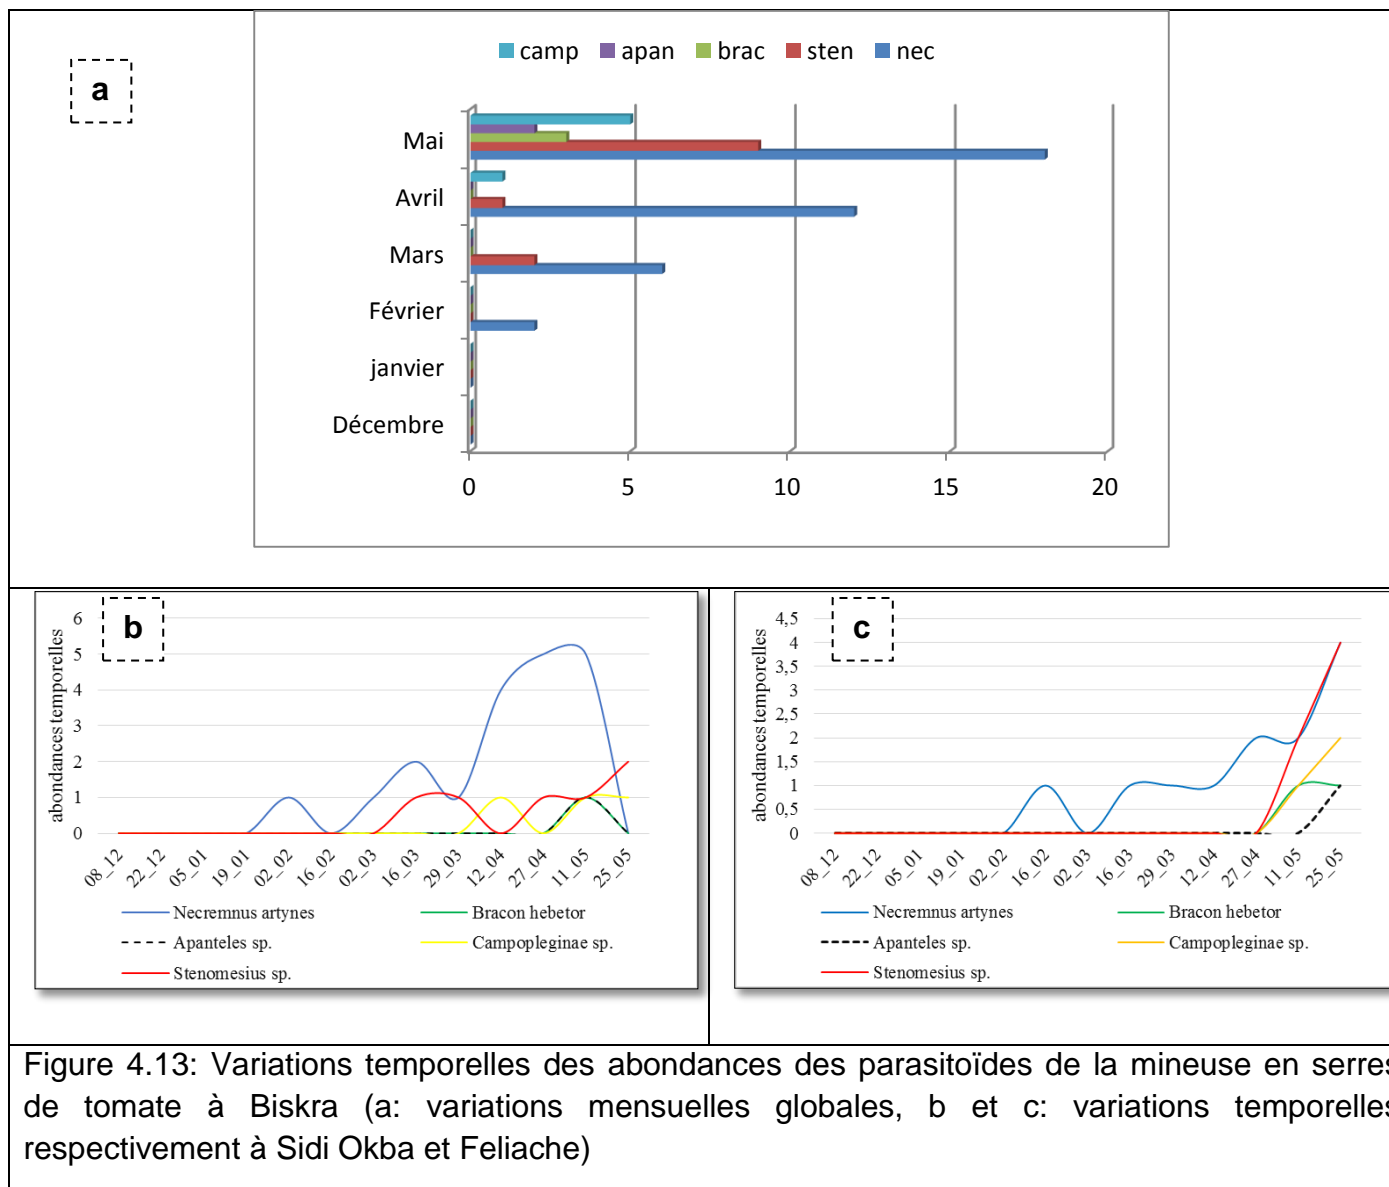 a
camp apan brac sten nec
Mai
Avril
Mars
Février
janvier
Décembre
0 5 10 15 20
b
abondances temporelles
6
5
4
3
2
1
0
08_12 22_12 05_01 19_01 02_02 16_02 02_03 16_03 29_03 12_04 27_04 11_05 25_05
Necremnus artynes Bracon hebetor
Apanteles sp. Campopleginae sp.
Stenomesius sp.
c
abondances temporelles
4,5
4
3,5
3
2,5
2
1,5
1
0,5
0
08_12 22_12 05_01 19_01 02_02 16_02 02_03 16_03 29_03 12_04 27_04 11_05 25_05
Necremnus artynes Bracon hebetor
Apanteles sp. Campopleginae sp.
Stenomesius sp.
Figure 4.13: Variations temporelles des abondances des parasitoïdes de la mineuse en serres
de tomate à Biskra (a: variations mensuelles globales, b et c: variations temporelles
respectivement à Sidi Okba et Feliache)